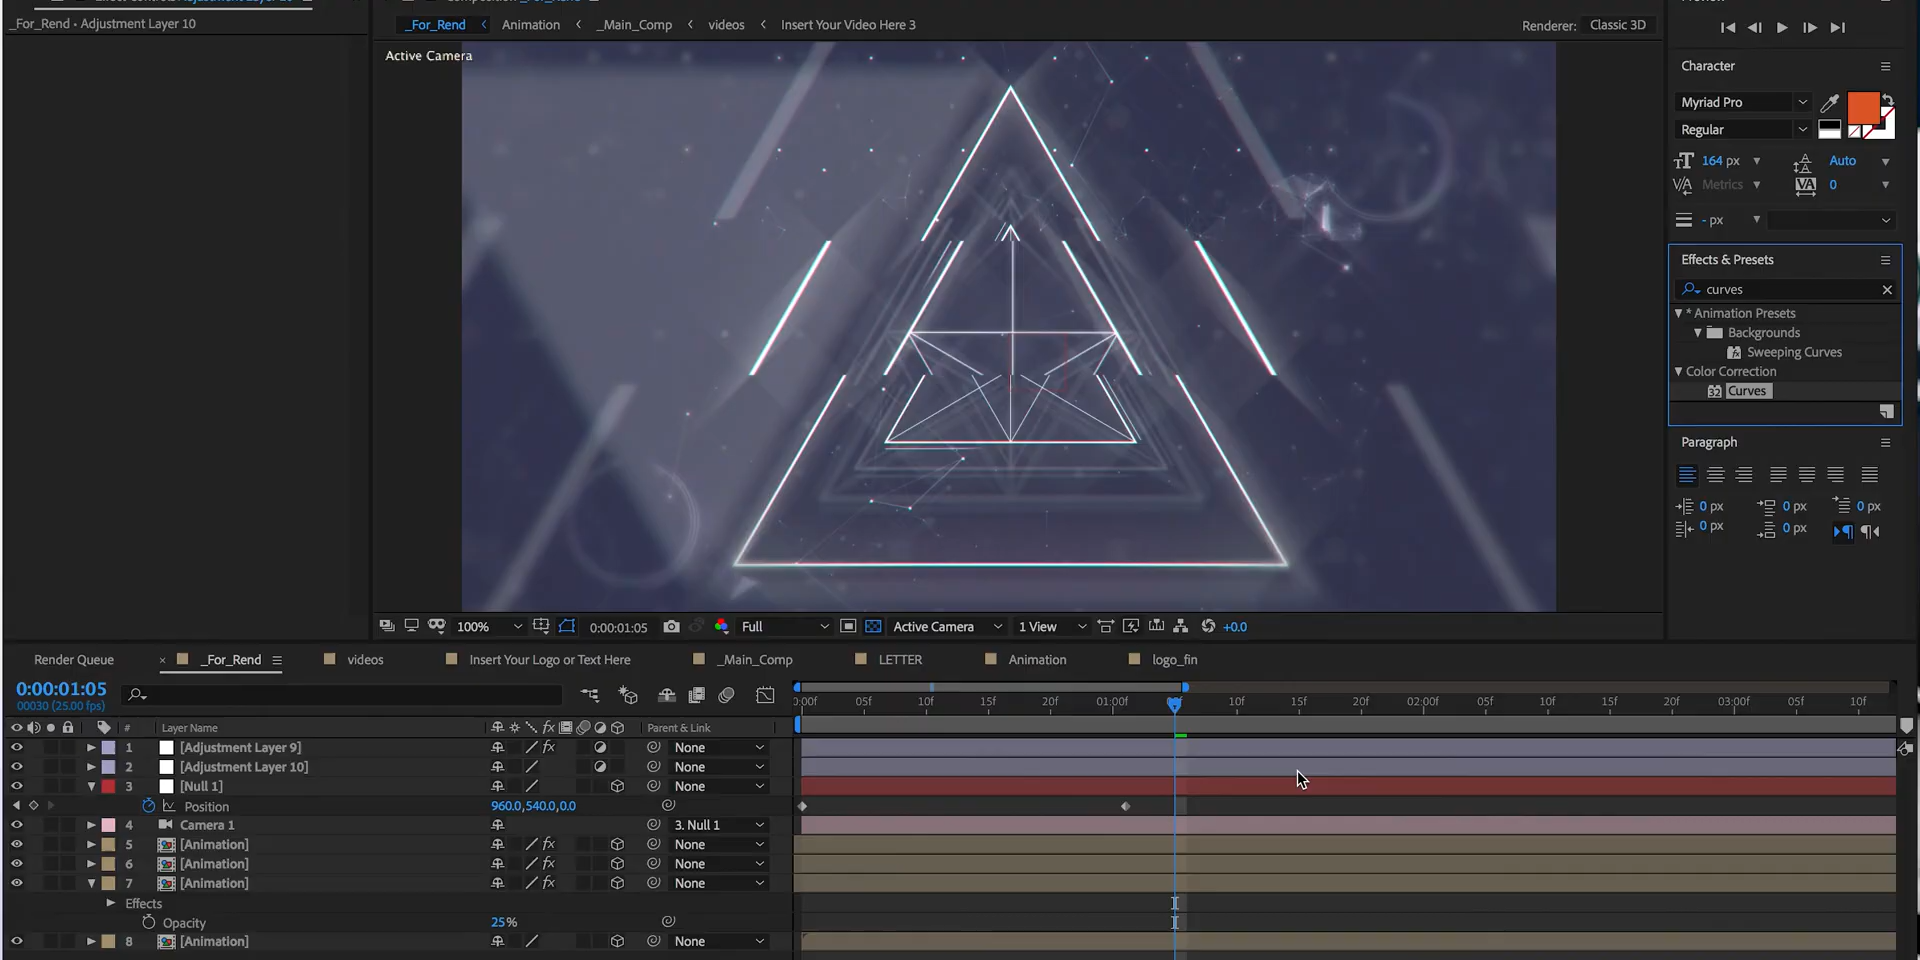 _For_Rend • Adjustment Layer 10
_For_Rend Animation _Main_Comp videos Insert Your Video Here 3
Renderer: Classic 3D
Active Camera
Character
Myriad Pro
Regular
164 px Auto
Metrics 0
- px
Effects & Presets
curves
* Animation Presets
Backgrounds
Sweeping Curves
Color Correction
32 Curves
Paragraph
0 px 0 px 0 px
0 px 0 px
100% 0:00:01:05 Full Active Camera 1 View +0.0
Render Queue _For_Rend videos Insert Your Logo or Text Here _Main_Comp LETTER Animation logo_fin
0:00:01:05
00030 (25.00 fps)
05f 10f 15f 20f 01:00f 10f 15f 20f 02:00f 05f 10f 15f 20f 03:00f 05f 10f
# Layer Name fx Parent & Link
1 [Adjustment Layer 9] fx None
2 [Adjustment Layer 10] None
3 [Null 1] None
Position 960.0,540.0,0.0
4 Camera 1 3. Null 1
5 [Animation] fx None
6 [Animation] fx None
7 [Animation] fx None
Effects
Opacity 25%
8 [Animation] None